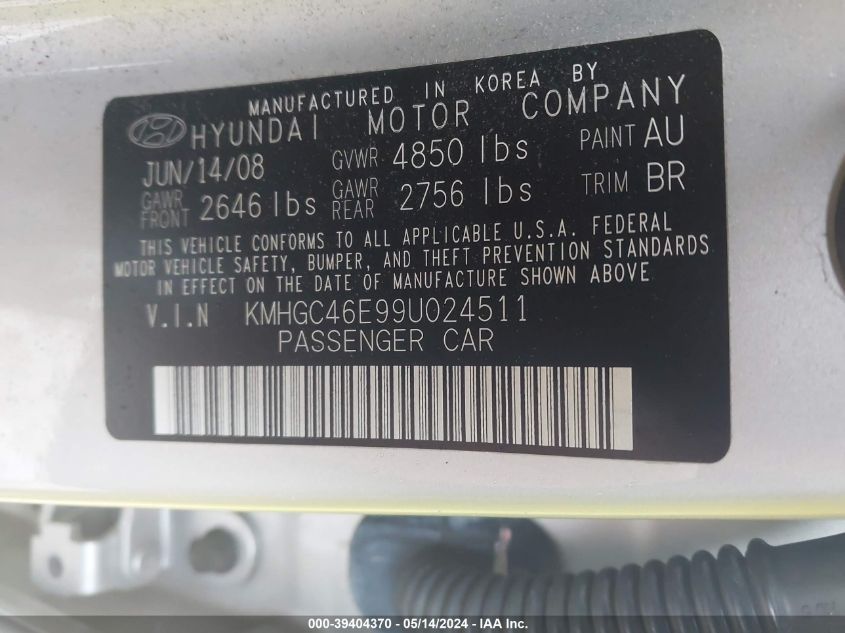 MANUFACTURED IN KOREA BY
HYUNDAI MOTOR COMPANY
JUN/14/08 GVWR 4850 lbs PAINT AU
GAWR FRONT 2646 lbs GAWR REAR 2756 lbs TRIM BR
THIS VEHICLE CONFORMS TO ALL APPLICABLE U.S.A. FEDERAL
MOTOR VEHICLE SAFETY, BUMPER, AND THEFT PREVENTION STANDARDS
IN EFFECT ON THE DATE OF MANUFACTURE SHOWN ABOVE
V.I.N KMHGC46E99U024511
PASSENGER CAR
000-39404370 - 05/14/2024 - IAA Inc.